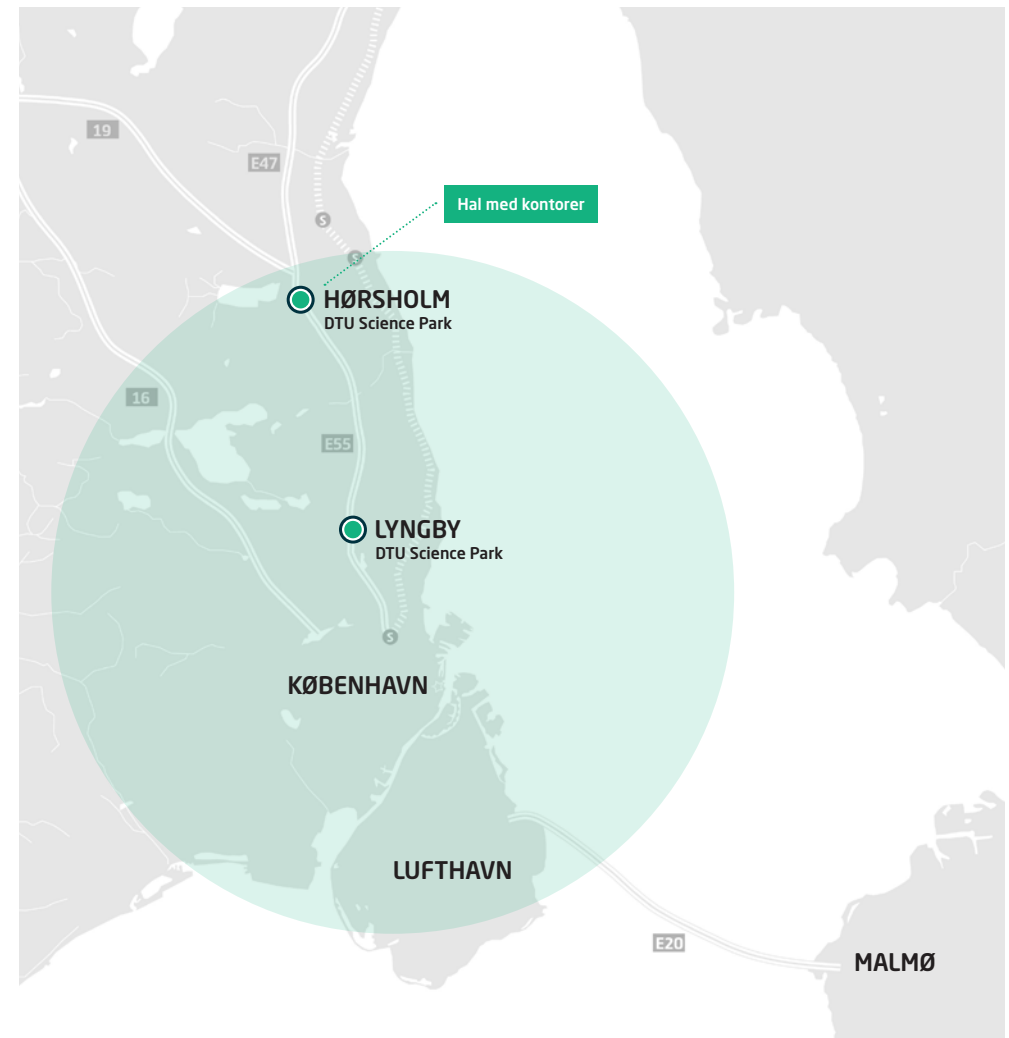 19
E47
Hal med kontorer
S
S
HØRSHOLM
DTU Science Park
16
E55
LYNGBY
DTU Science Park
S
KØBENHAVN
LUFTHAVN
E20
MALMØ